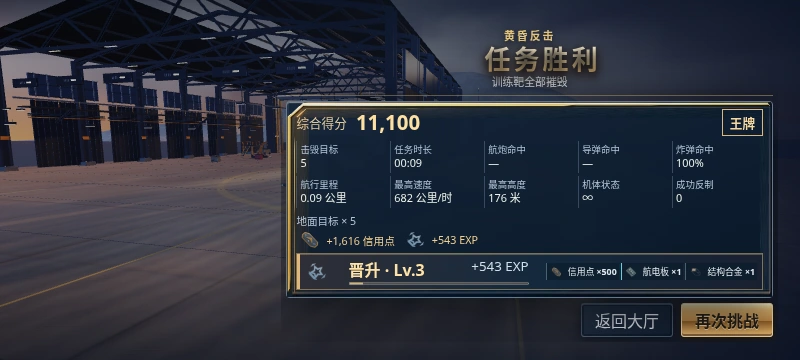 黄昏反击
任务胜利
训练靶全部摧毁
综合得分 11,100 王牌
击毁目标 任务时长 航炮命中 导弹命中 炸弹命中
5 00:09 — — 100%
航行里程 最高速度 最高高度 机体状态 成功反制
0.09 公里 682 公里/时 176 米 ∞ 0
地面目标 × 5
+1,616 信用点 +543 EXP
晋升 · Lv.3 +543 EXP 信用点 ×500 航电板 ×1 结构合金 ×1
返回大厅 再次挑战